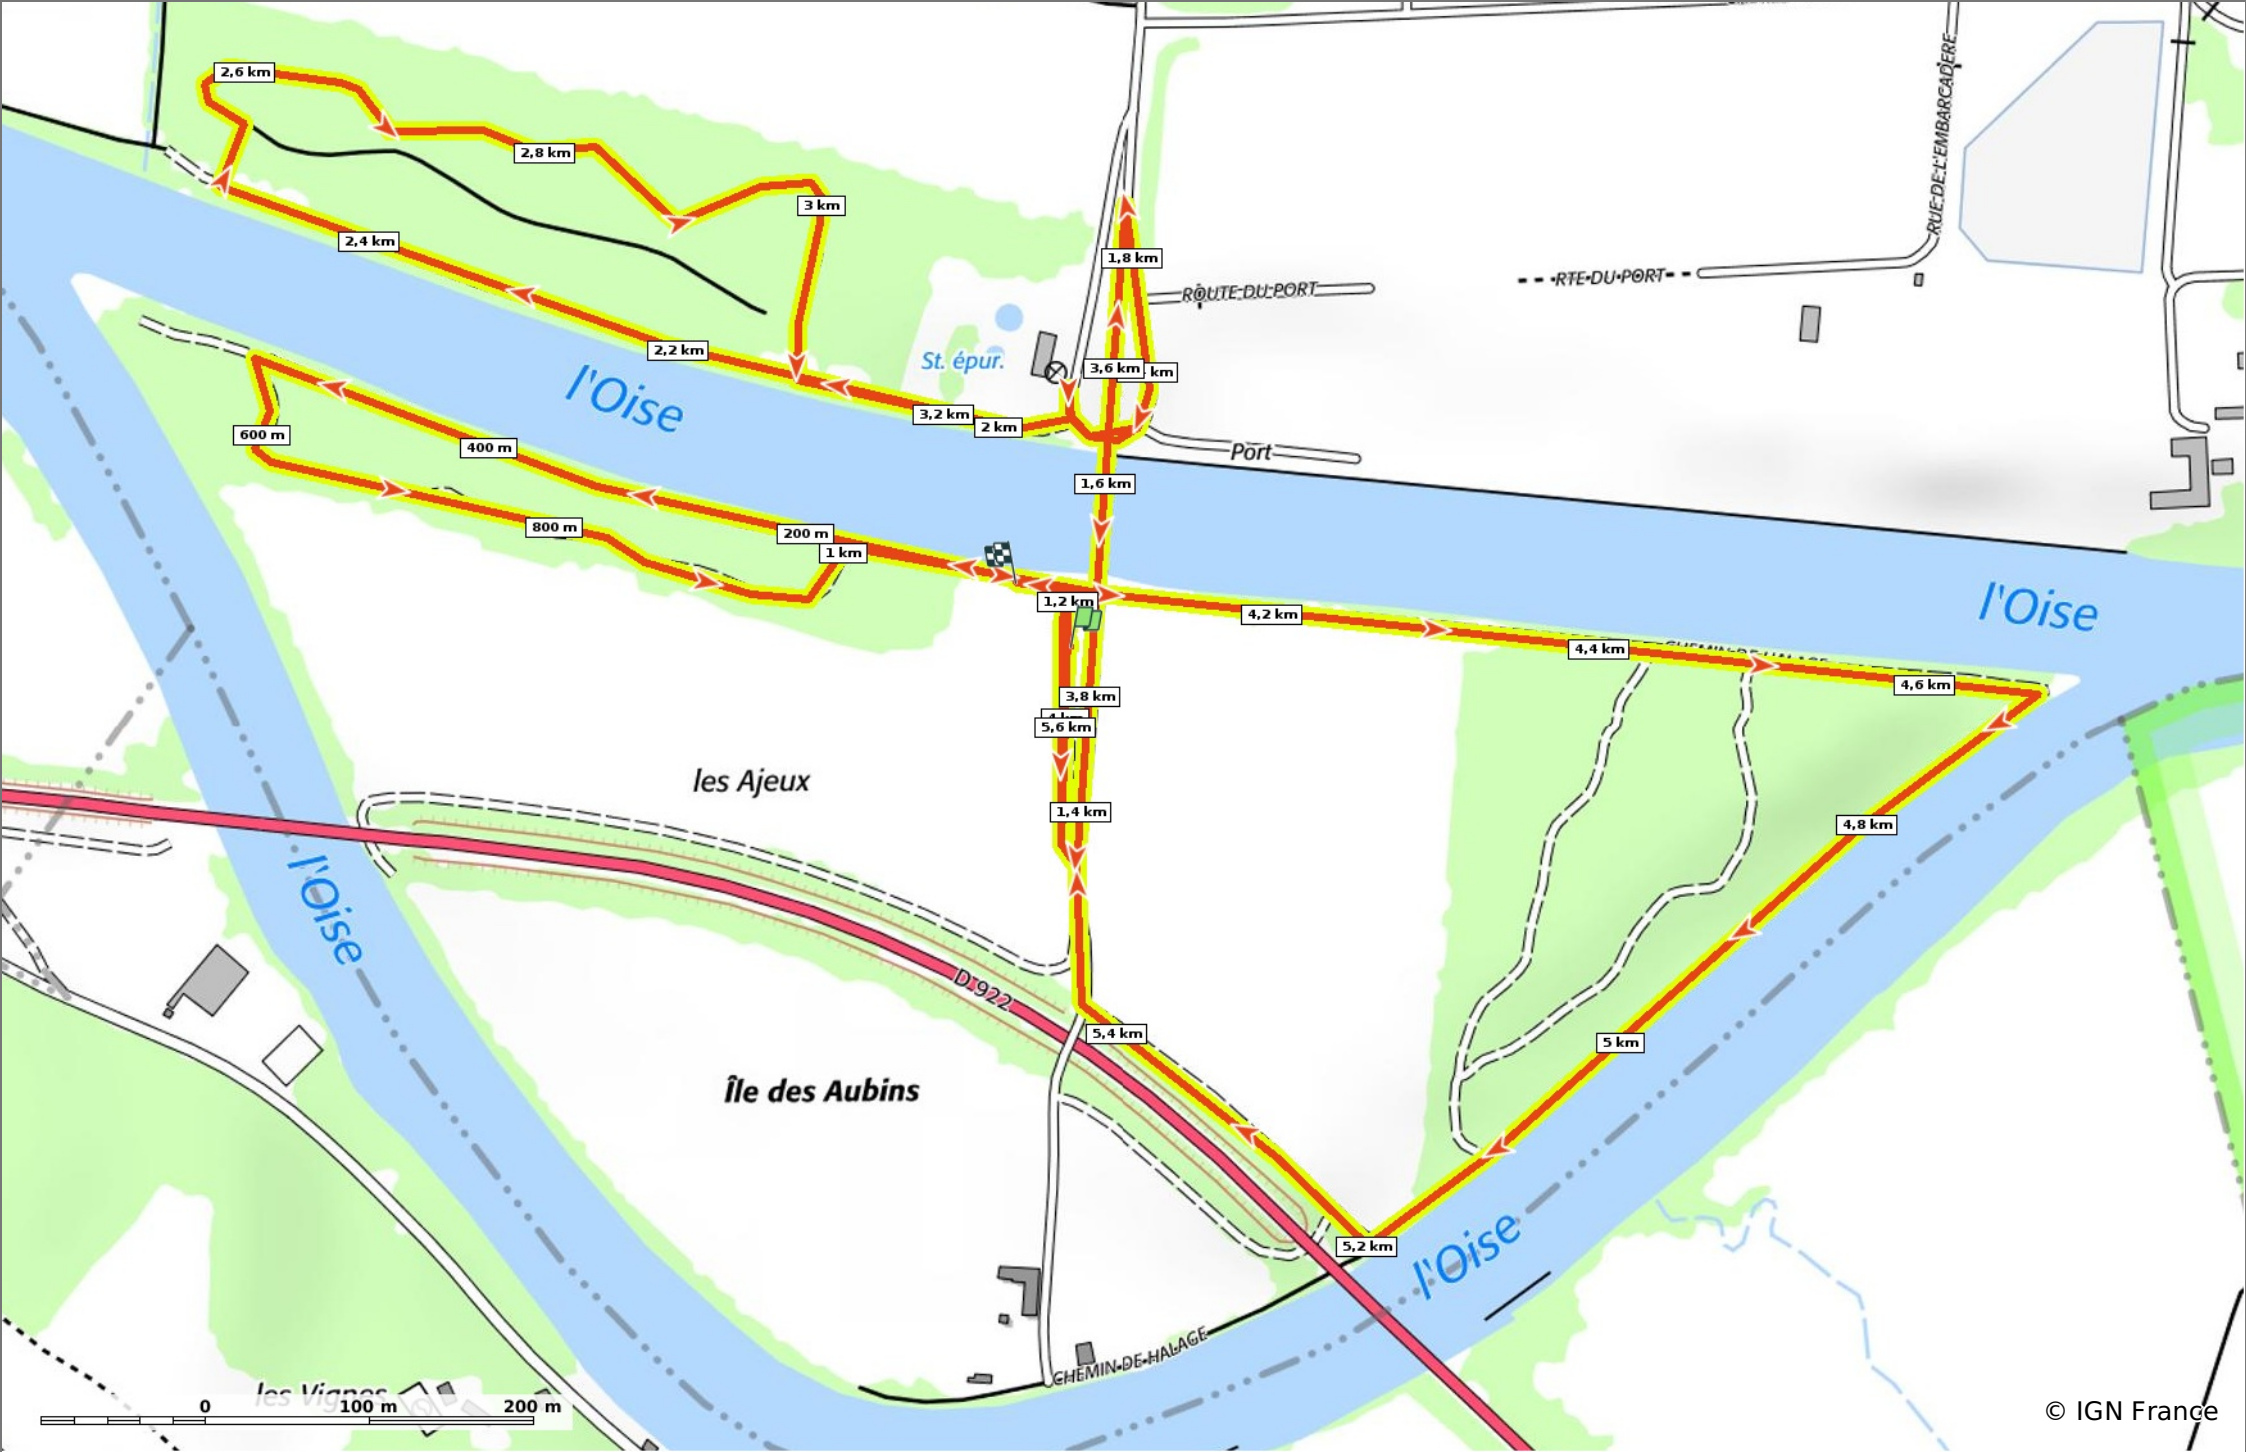 RUE DE L'EMBARCADERE
2,6 km
2,8 km
3 km
2,4 km
1,8 km
ROUTE DU PORT
RTE DU PORT
2,2 km
St. épur.
3,6 km
km
l'Oise
3,2 km
2 km
600 m
400 m
Port
1,6 km
800 m
200 m
1 km
1,2 km
4,2 km
l'Oise
4,4 km
CHEMIN DE HALAGE
4,6 km
3,8 km
4 km
5,6 km
les Ajeux
1,4 km
4,8 km
l'Oise
D 922
5,4 km
5 km
Île des Aubins
5,2 km
l'Oise
CHEMIN DE HALAGE
les Vignes
0 100 m 200 m
© IGN France